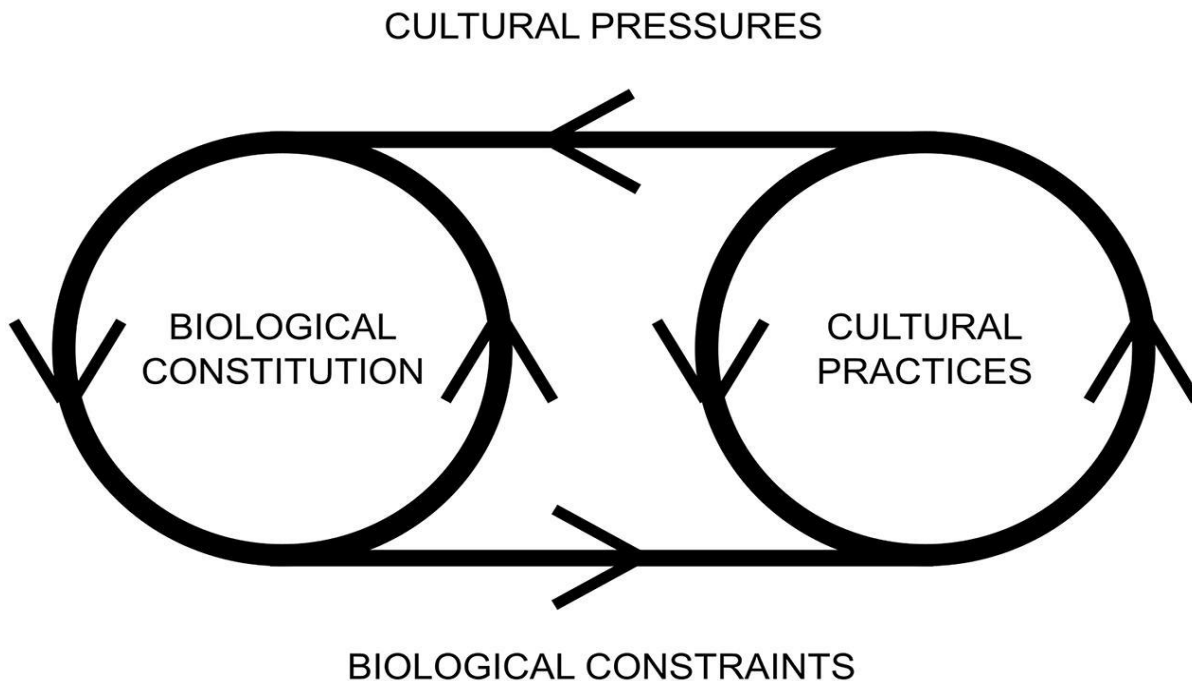 CULTURAL PRESSURES
BIOLOGICAL
CONSTITUTION
CULTURAL
PRACTICES
BIOLOGICAL CONSTRAINTS